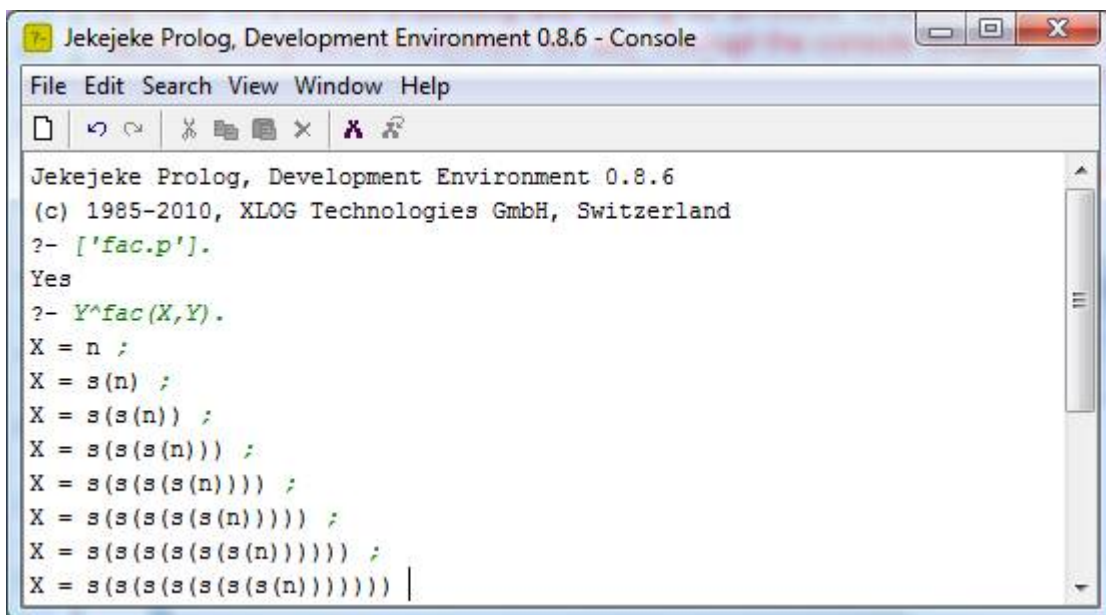 Jekejeke Prolog, Development Environment 0.8.6 - Console
File Edit Search View Window Help
Jekejeke Prolog, Development Environment 0.8.6
(c) 1985-2010, XLOG Technologies GmbH, Switzerland
?- ['fac.p'].
Yes
?- Y^fac(X,Y).
X = n ;
X = s(n) ;
X = s(s(n)) ;
X = s(s(s(n))) ;
X = s(s(s(s(n)))) ;
X = s(s(s(s(s(n))))) ;
X = s(s(s(s(s(s(n)))))) ;
X = s(s(s(s(s(s(s(n)))))))